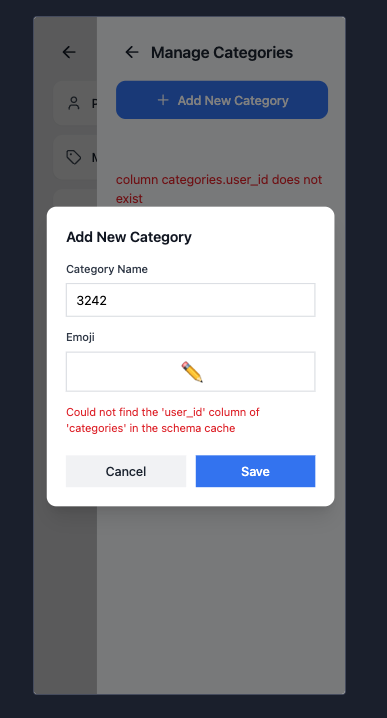 Manage Categories
Add New Category
P
M
column categories.user_id does not
exist
Add New Category
Category Name
3242
Emoji
Could not find the 'user_id' column of
'categories' in the schema cache
Cancel
Save